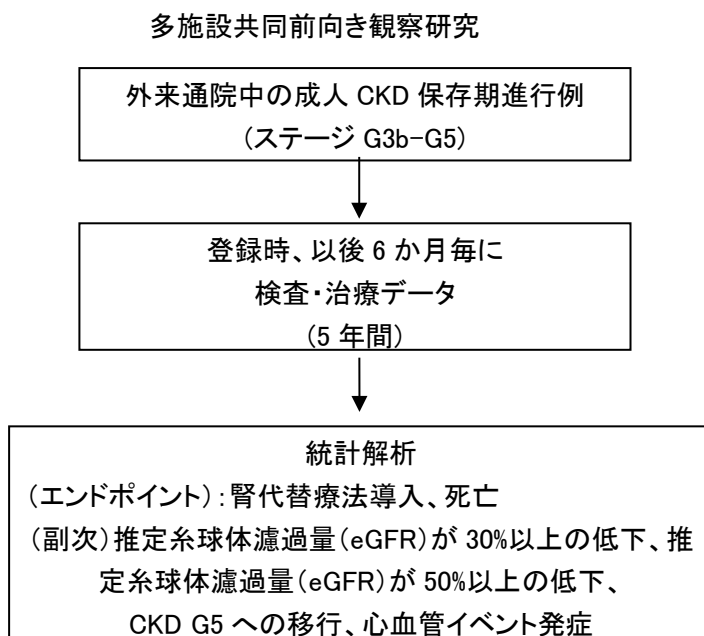 多施設共同前向き観察研究
外来通院中の成人 CKD 保存期進行例
(ステージ G3b-G5)
登録時、以後 6 か月毎に
検査・治療データ
(5 年間)
統計解析
(エンドポイント):腎代替療法導入、死亡
(副次)推定糸球体濾過量(eGFR)が 30%以上の低下、推
定糸球体濾過量(eGFR)が 50%以上の低下、
CKD G5 への移行、心血管イベント発症